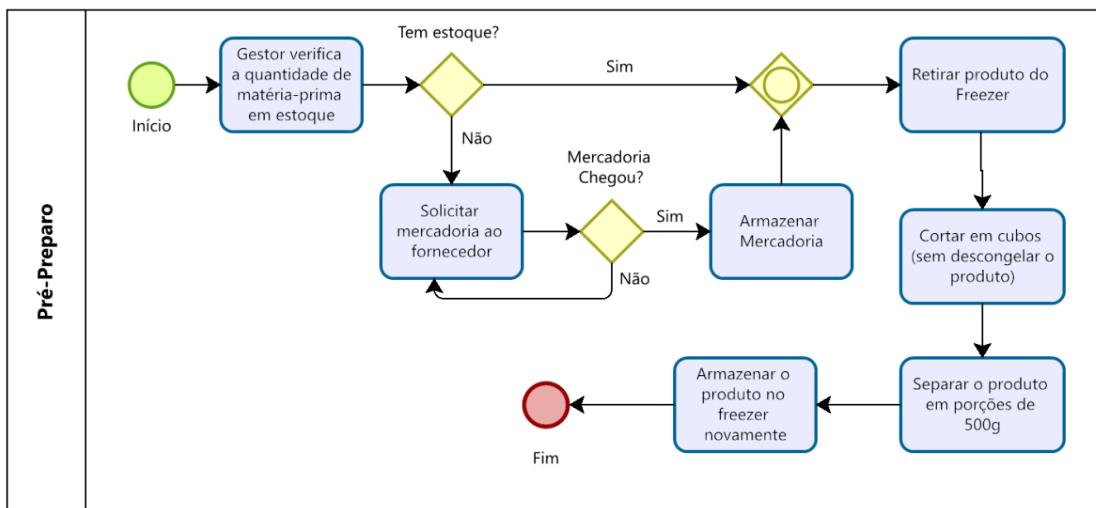 Pré-Preparo
Início
Gestor verifica
a quantidade de
matéria-prima
em estoque
Tem estoque?
Sim
Não
Solicitar
mercadoria ao
fornecedor
Mercadoria
Chegou?
Sim
Não
Armazenar
Mercadoria
Retirar produto do
Freezer
Cortar em cubos
(sem descongelar o
produto)
Separar o produto
em porções de
500g
Armazenar o
produto no
freezer
novamente
Fim